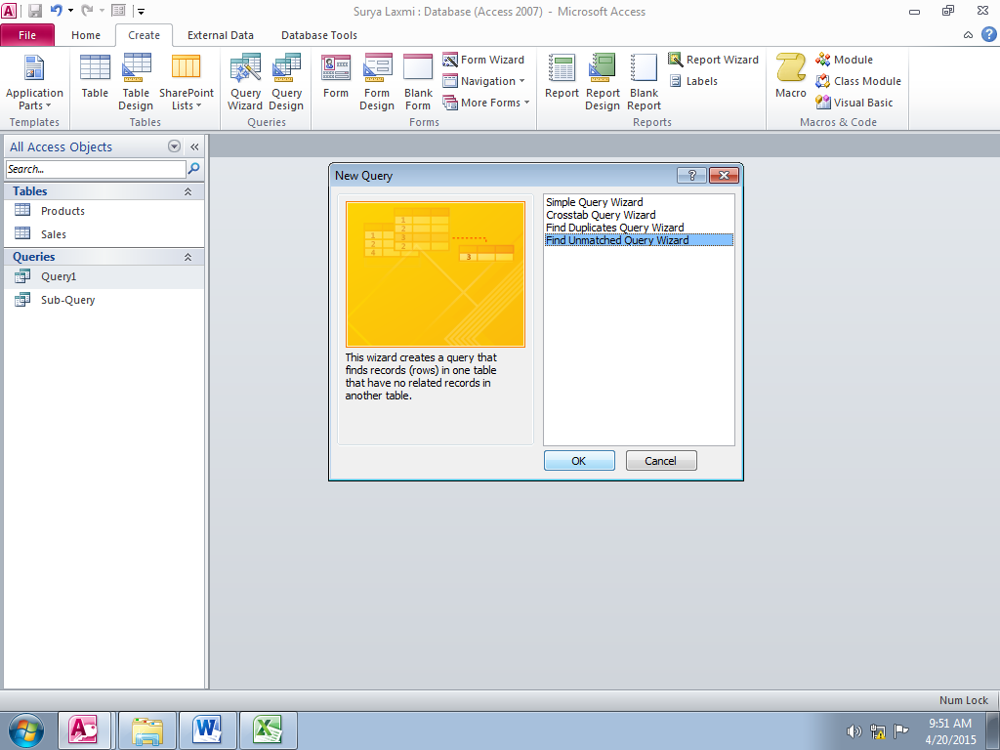 Surya Laxmi : Database (Access 2007) - Microsoft Access
File Home Create External Data Database Tools
Application Parts
Table
Table Design
SharePoint Lists
Query Wizard
Query Design
Form
Form Design
Blank Form
Form Wizard
Navigation
More Forms
Report
Report Design
Blank Report
Report Wizard
Labels
Macro
Module
Class Module
Visual Basic
Templates Tables Queries Forms Reports Macros & Code
All Access Objects
Search...
Tables
Products
Sales
Queries
Query1
Sub-Query
New Query
Simple Query Wizard
Crosstab Query Wizard
Find Duplicates Query Wizard
Find Unmatched Query Wizard
1
2
4
1
2
3
2
3
This wizard creates a query that
finds records (rows) in one table
that have no related records in
another table.
OK Cancel
Num Lock
9:51 AM
4/20/2015